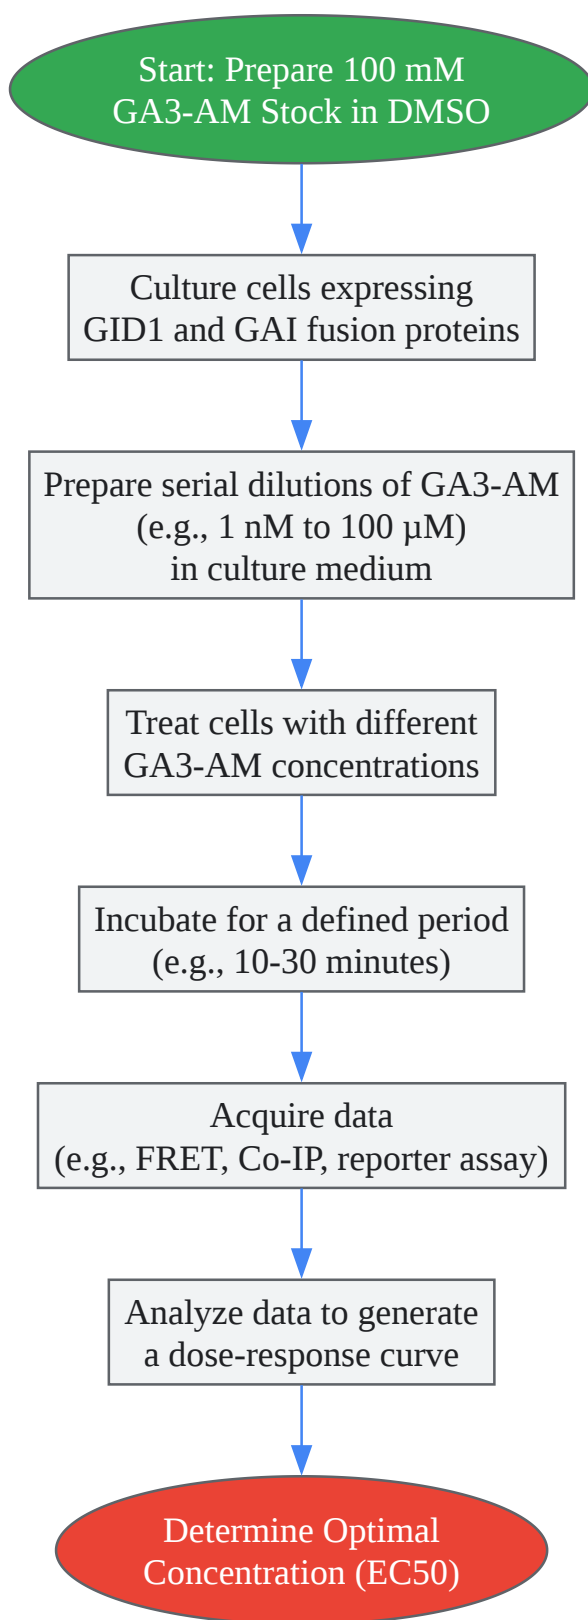 Start: Prepare 100 mM
GA3-AM Stock in DMSO
Culture cells expressing
GID1 and GAI fusion proteins
Prepare serial dilutions of GA3-AM
(e.g., 1 nM to 100 µM)
in culture medium
Treat cells with different
GA3-AM concentrations
Incubate for a defined period
(e.g., 10-30 minutes)
Acquire data
(e.g., FRET, Co-IP, reporter assay)
Analyze data to generate
a dose-response curve
Determine Optimal
Concentration (EC50)